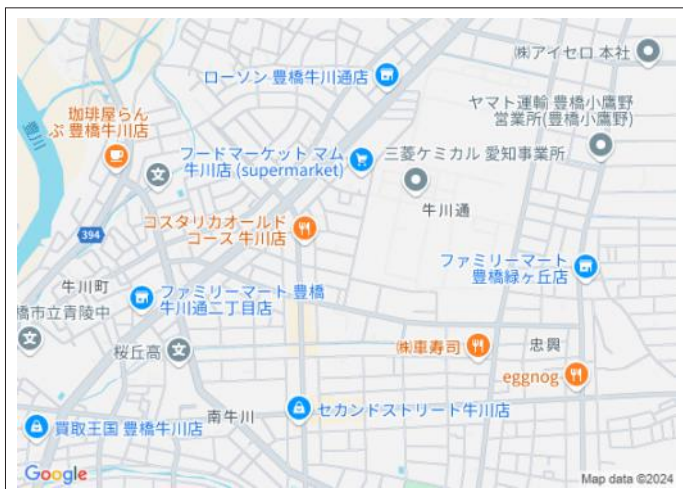 ㈱アイセロ 本社
ローソン 豊橋牛川通店
ヤマト運輸 豊橋小鷹野
営業所(豊橋小鷹野)
珈琲屋らん
ぷ 豊橋牛川店
豊川
フードマーケット マム
牛川店 (supermarket)
三菱ケミカル 愛知事業所
牛川通
コスタリカオールド
コース 牛川店
394
ファミリーマート
豊橋緑ヶ丘店
牛川町
ファミリーマート 豊橋
牛川通二丁目店
橋市立青陵中
桜丘高
㈱車寿司
忠興
eggnog
南牛川
セカンドストリート牛川店
買取王国 豊橋牛川店
Google
Map data ©2024